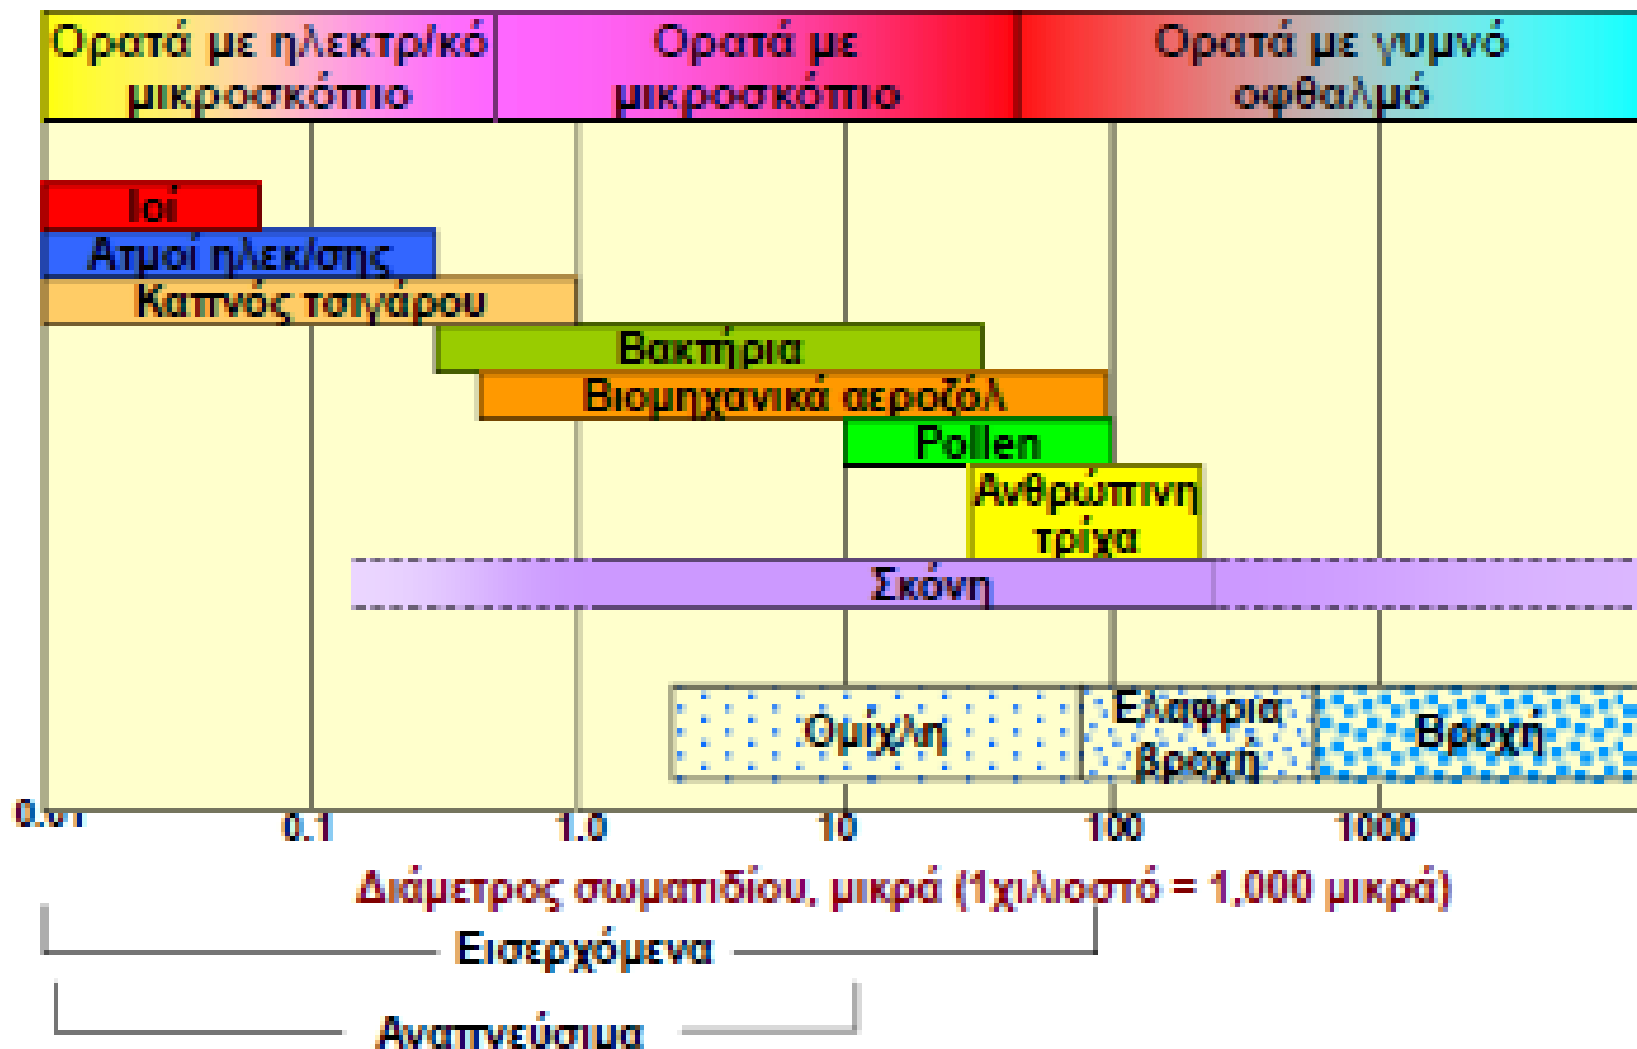 Ορατά με ηλεκτρ/κό
μικροσκόπιο
Ορατά με
μικροσκόπιο
Ορατά με γυμνό
οφθαλμό
Ιοί
Ατμοί ηλεκ/σης
Καπνός τσιγάρου
Βακτήρια
Βιομηχανικά αεροζόλ
Pollen
Ανθρώπινη
τρίχα
Σκόνη
Ομίχλη
Ελαφρια
βροχή
Βροχή
0.01 0.1 1.0 10 100 1000
Διάμετρος σωματιδίου, μικρά (1χιλιοστό = 1,000 μικρά)
Εισερχόμενα
Αναπνεύσιμα